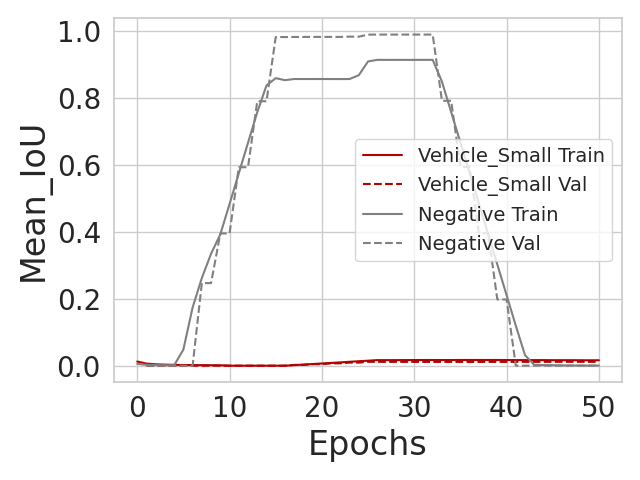 Mean_IoU
1.0
0.8
0.6
0.4
0.2
0.0
Vehicle_Small Train
Vehicle_Small Val
Negative Train
Negative Val
0 10 20 30 40 50
Epochs